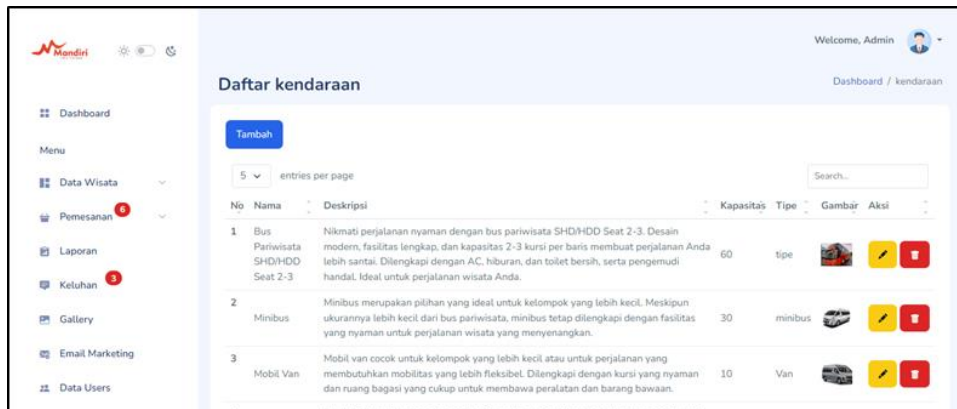 Mandiri
Welcome, Admin
Daftar kendaraan
Dashboard / kendaraan
Dashboard
Menu
Data Wisata
Pemesanan 6
Laporan
Keluhan 3
Gallery
Email Marketing
Data Users
Tambah
5 entries per page
Search...
No Nama Deskripsi Kapasitas Tipe Gambar Aksi
1 Bus Pariwisata SHD/HDD Seat 2-3
Nikmati perjalanan nyaman dengan bus pariwisata SHD/HDD Seat 2-3. Desain
modern, fasilitas lengkap, dan kapasitas 2-3 kursi per baris membuat perjalanan Anda
lebih santai. Dilengkapi dengan AC, hiburan, dan toilet bersih, serta pengemudi
handal. Ideal untuk perjalanan wisata Anda.
60 tipe
2 Minibus
Minibus merupakan pilihan yang ideal untuk kelompok yang lebih kecil. Meskipun
ukurannya lebih kecil dari bus pariwisata, minibus tetap dilengkapi dengan fasilitas
yang nyaman untuk perjalanan wisata yang menyenangkan.
30 minibus
3 Mobil Van
Mobil van cocok untuk kelompok yang lebih kecil atau untuk perjalanan yang
membutuhkan mobilitas yang lebih fleksibel. Dilengkapi dengan kursi yang nyaman
dan ruang bagasi yang cukup untuk membawa peralatan dan barang bawaan.
10 Van